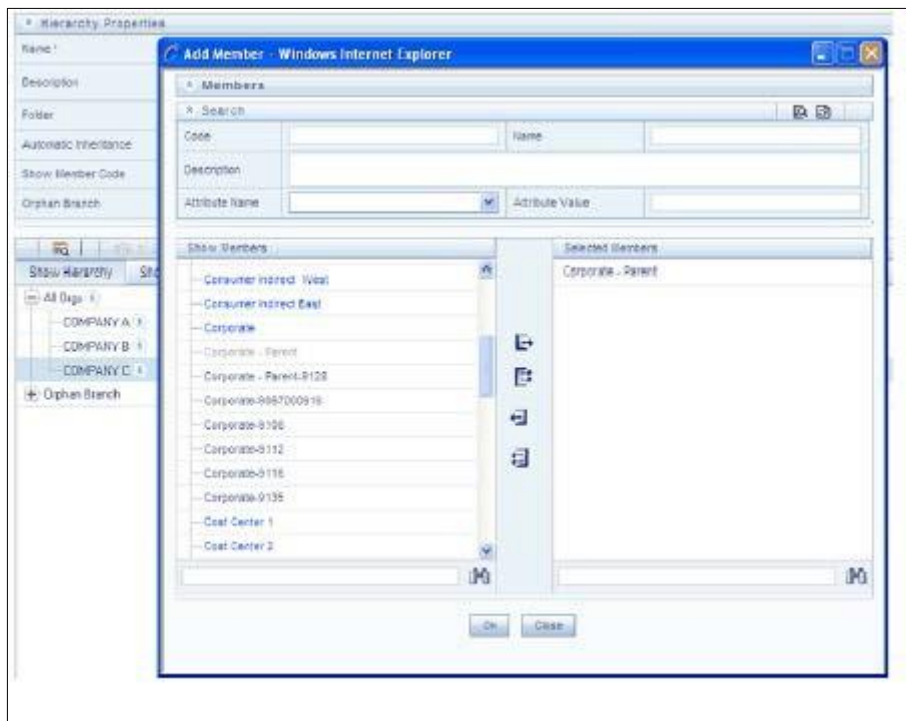 Hierarchy Properties
Name *
Description
Folder
Automatic Inheritance
Show Member Code
Orphan Branch
Show Hierarchy
All Orgs
COMPANY A
COMPANY B
COMPANY C
Orphan Branch
Add Member - Windows Internet Explorer
Members
Search
Code
Name
Description
Attribute Name
Attribute Value
Show Members
Consumer Indirect West
Consumer Indirect East
Corporate
Corporate - Parent
Corporate - Parent-9128
Corporate-9108
Corporate-9112
Corporate-9116
Corporate-9135
Cost Center 1
Cost Center 2
Selected Members
Corporate - Parent
Ok
Close